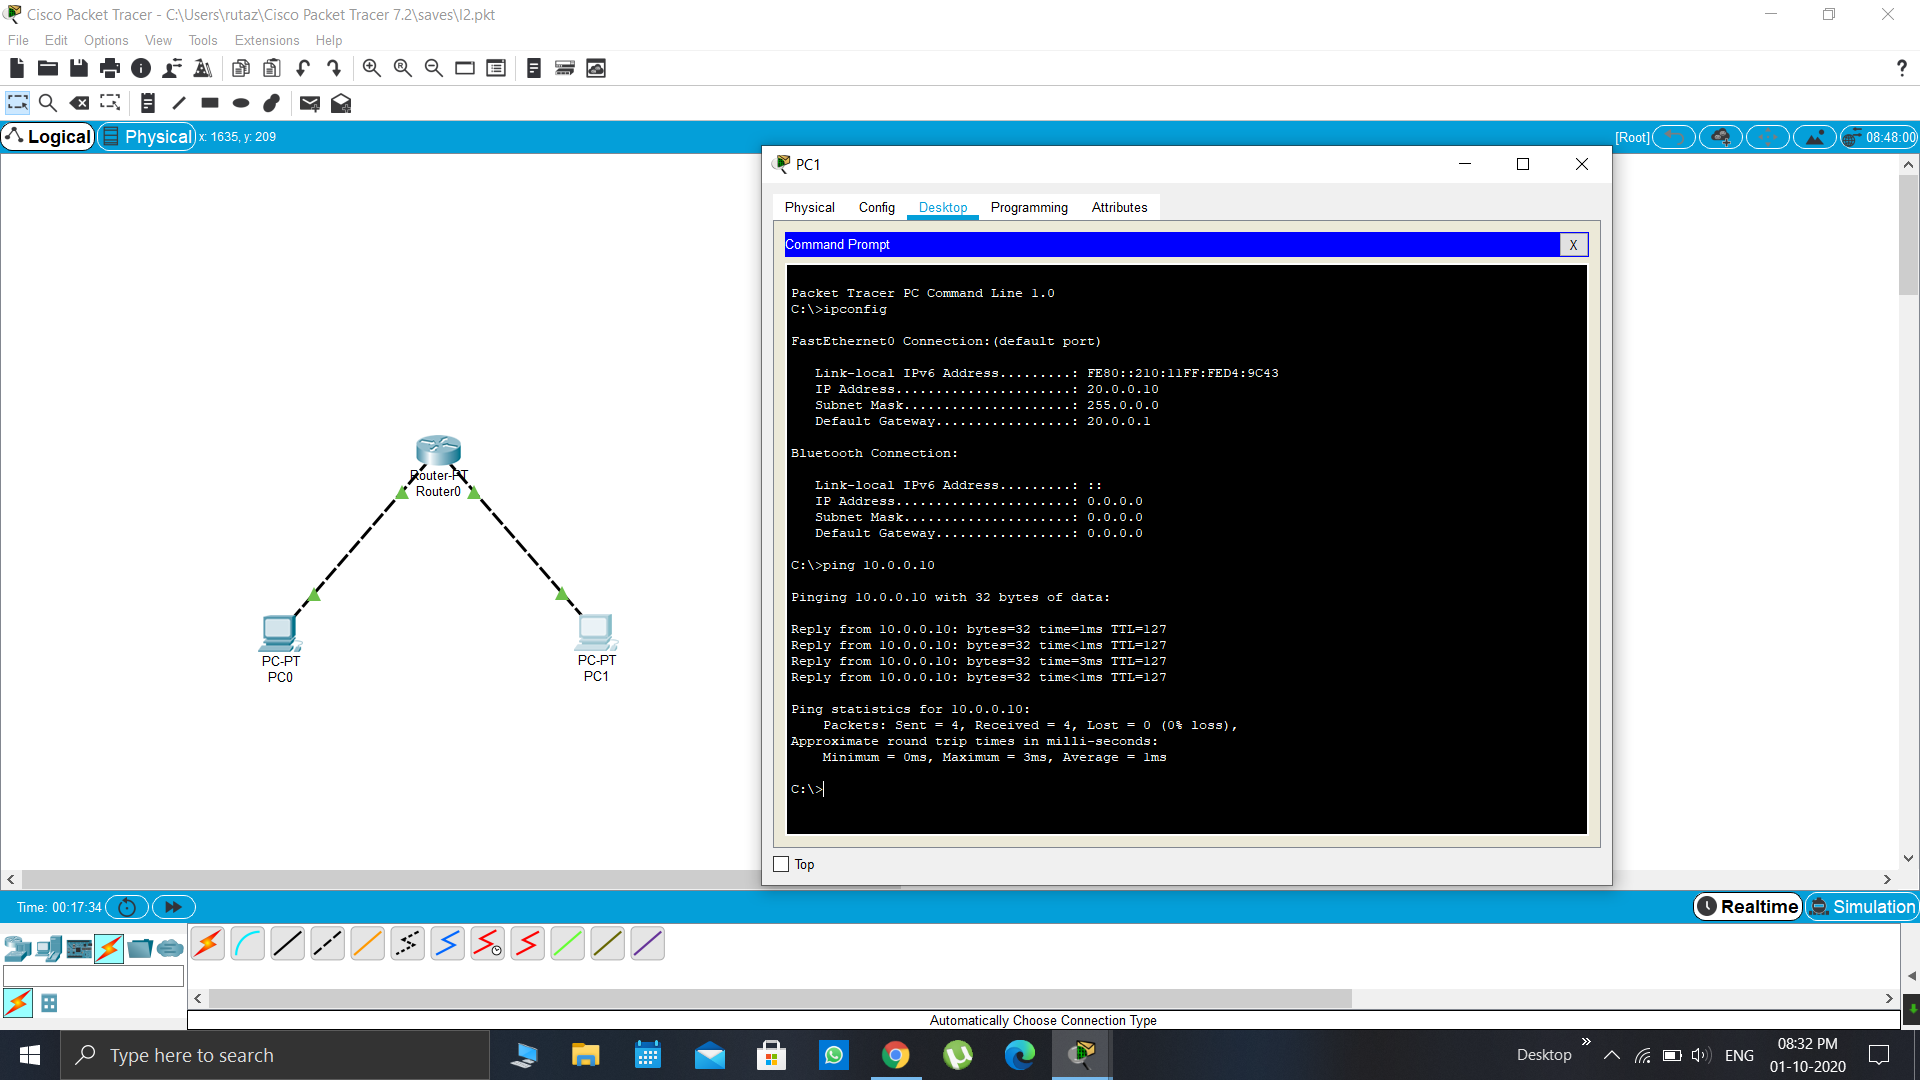 Cisco Packet Tracer - C:\Users\rutaz\Cisco Packet Tracer 7.2\saves\l2.pkt
File Edit Options View Tools Extensions Help
?
Logical Physical x: 1635, y: 209 [Root] 08:48:00
PC1
Physical Config Desktop Programming Attributes
Command Prompt X
Packet Tracer PC Command Line 1.0
C:\>ipconfig
FastEthernet0 Connection:(default port)
Link-local IPv6 Address.........: FE80::210:11FF:FED4:9C43
IP Address......................: 20.0.0.10
Subnet Mask.....................: 255.0.0.0
Default Gateway.................: 20.0.0.1
Bluetooth Connection:
Link-local IPv6 Address.........: ::
IP Address......................: 0.0.0.0
Subnet Mask.....................: 0.0.0.0
Default Gateway.................: 0.0.0.0
C:\>ping 10.0.0.10
Pinging 10.0.0.10 with 32 bytes of data:
Reply from 10.0.0.10: bytes=32 time=1ms TTL=127
Reply from 10.0.0.10: bytes=32 time<1ms TTL=127
Reply from 10.0.0.10: bytes=32 time=3ms TTL=127
Reply from 10.0.0.10: bytes=32 time<1ms TTL=127
Ping statistics for 10.0.0.10:
Packets: Sent = 4, Received = 4, Lost = 0 (0% loss),
Approximate round trip times in milli-seconds:
Minimum = 0ms, Maximum = 3ms, Average = 1ms
C:\>
Top
Router-PT
Router0
PC-PT
PC0
PC-PT
PC1
Time: 00:17:34 Realtime Simulation
Automatically Choose Connection Type
Type here to search
Desktop ENG 08:32 PM
01-10-2020